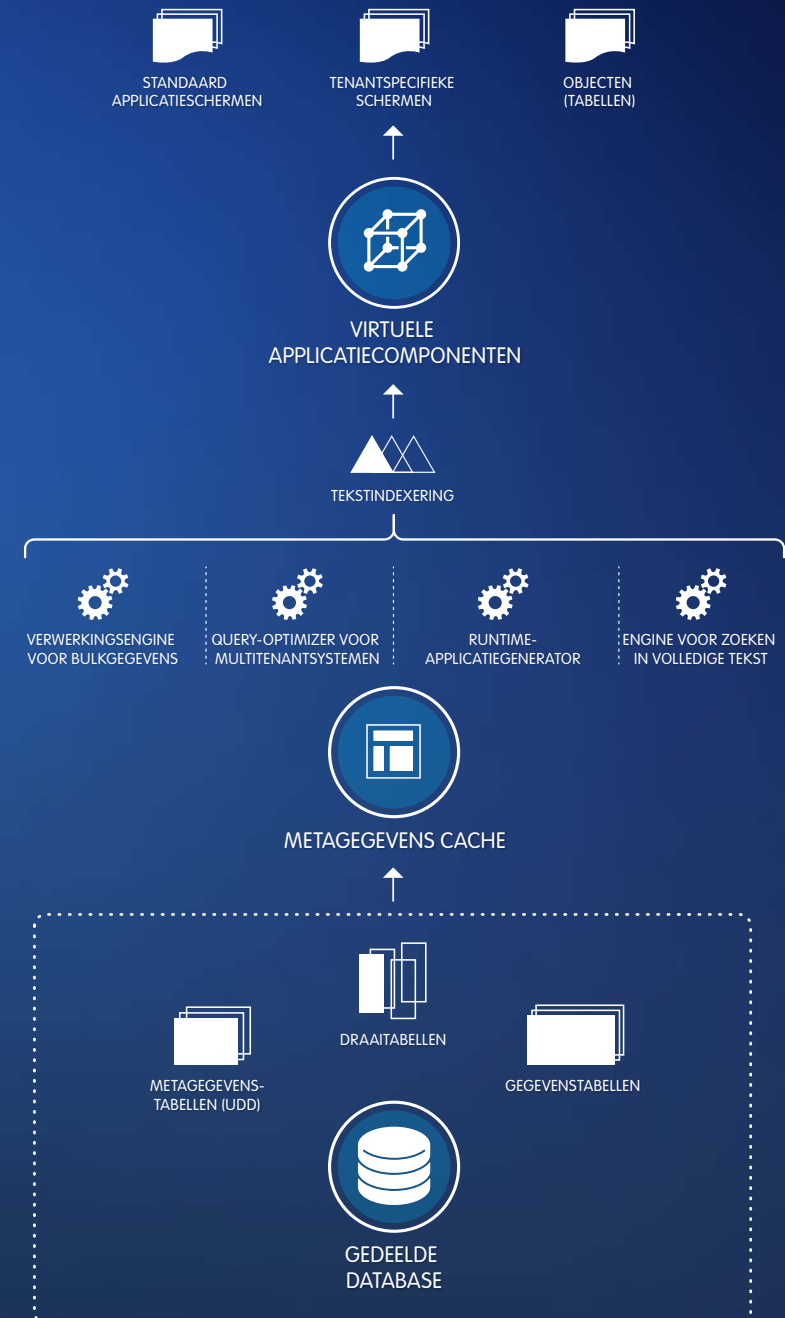 STANDAARD
APPLICATIESCHERMEN
TENANTSPECIFIEKE
SCHERMEN
OBJECTEN
(TABELLEN)
VIRTUELE
APPLICATIECOMPONENTEN
TEKSTINDEXERING
VERWERKINGSENGINE
VOOR BULKGEGEVENS
QUERY-OPTIMIZER VOOR
MULTITENANTSYSTEMEN
RUNTIME-
APPLICATIEGENERATOR
ENGINE VOOR ZOEKEN
IN VOLLEDIGE TEKST
METAGEGEVENS CACHE
DRAAITABELLEN
METAGEGEVENS-
TABELLEN (UDD)
GEGEVENSTABELLEN
GEDEELDE
DATABASE